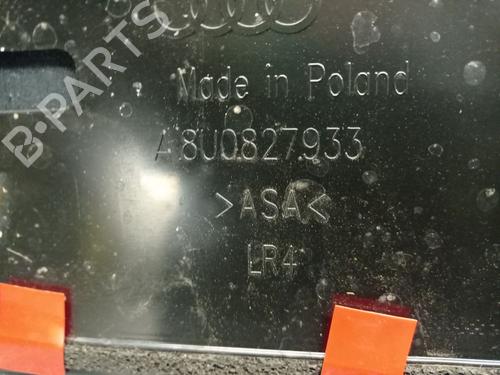 B-PARTS
Made in Poland
A 8U0827933
>ASA<
LR4